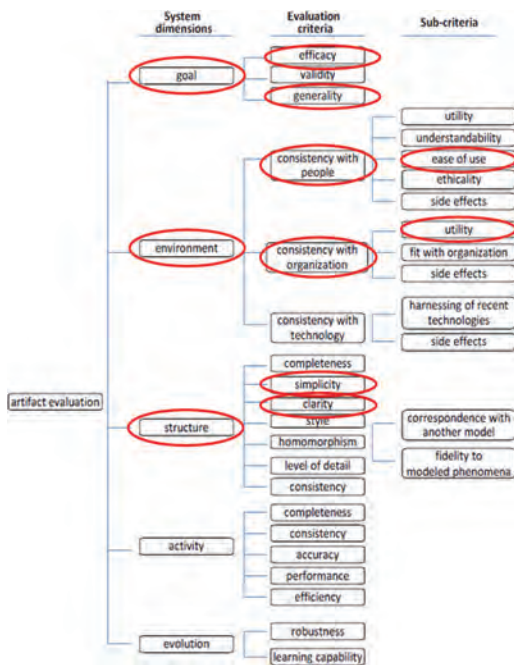 System
dimensions
Evaluation
criteria
Sub-criteria
efficacy
goal
validity
generality
utility
understandability
consistency with
people
ease of use
ethicality
side effects
utility
environment
consistency with
organization
fit with organization
side effects
consistency with
technology
harnessing of recent
technologies
side effects
completeness
simplicity
artifact evaluation
clarity
structure
style
correspondence with
another model
homomorphism
level of detail
fidelity to
modeled phenomena
consistency
completeness
consistency
activity
accuracy
performance
efficiency
robustness
evolution
learning capability